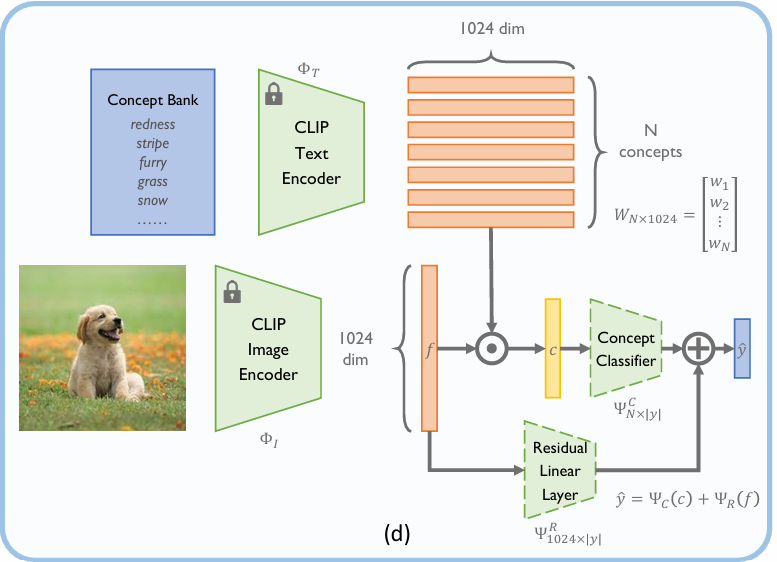 1024 dim
Φ_T
Concept Bank
redness
stripe
furry
grass
snow
......
CLIP
Text
Encoder
N
concepts
W_{N×1024} = [w_1 w_2 ⋮ w_N]
CLIP
Image
Encoder
Φ_I
1024
dim
f
c
Concept
Classifier
Ψ^C_{N×|y|}
ŷ
Residual
Linear
Layer
Ψ^R_{1024×|y|}
ŷ = Ψ_C(c) + Ψ_R(f)
(d)